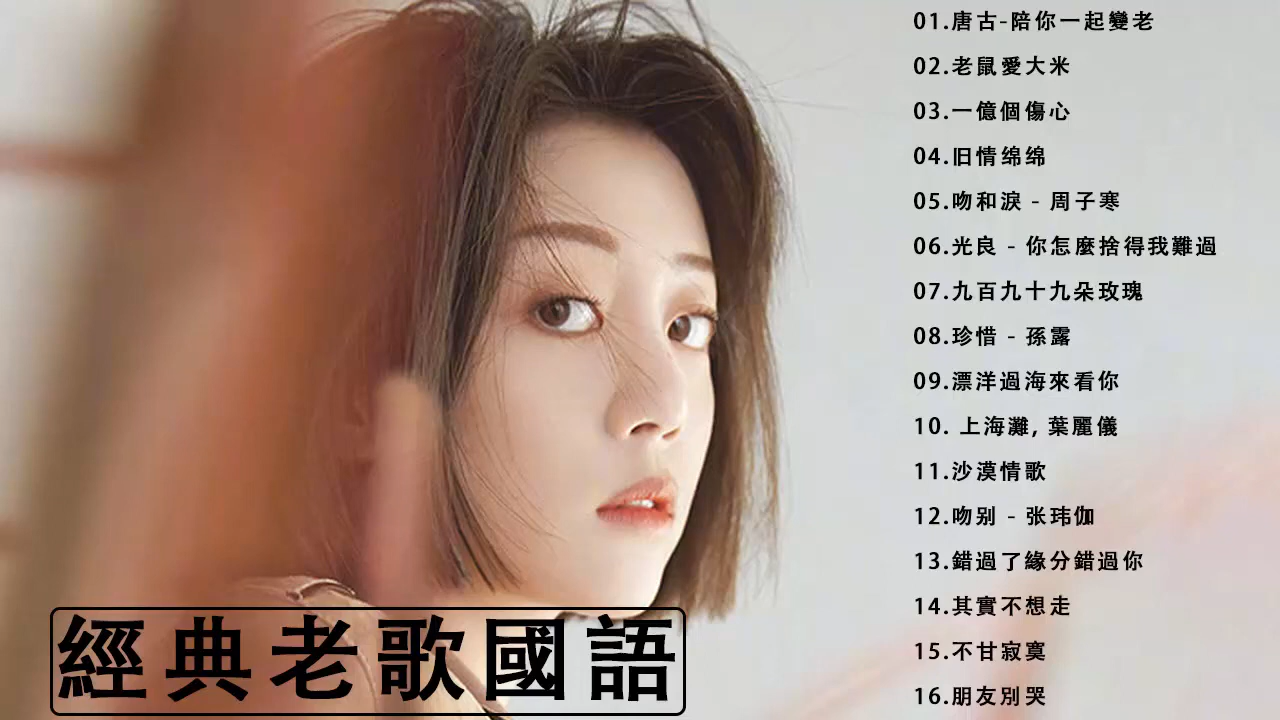 01.唐古-陪你一起變老
02.老鼠愛大米
03.一億個傷心
04.旧情绵绵
05.吻和淚 - 周子寒
06.光良 - 你怎麼捨得我難過
07.九百九十九朵玫瑰
08.珍惜 - 孫露
09.漂洋過海來看你
10. 上海灘, 葉麗儀
11.沙漠情歌
12.吻别 - 张玮伽
13.錯過了緣分錯過你
14.其實不想走
15.不甘寂寞
16.朋友別哭
經典老歌國語